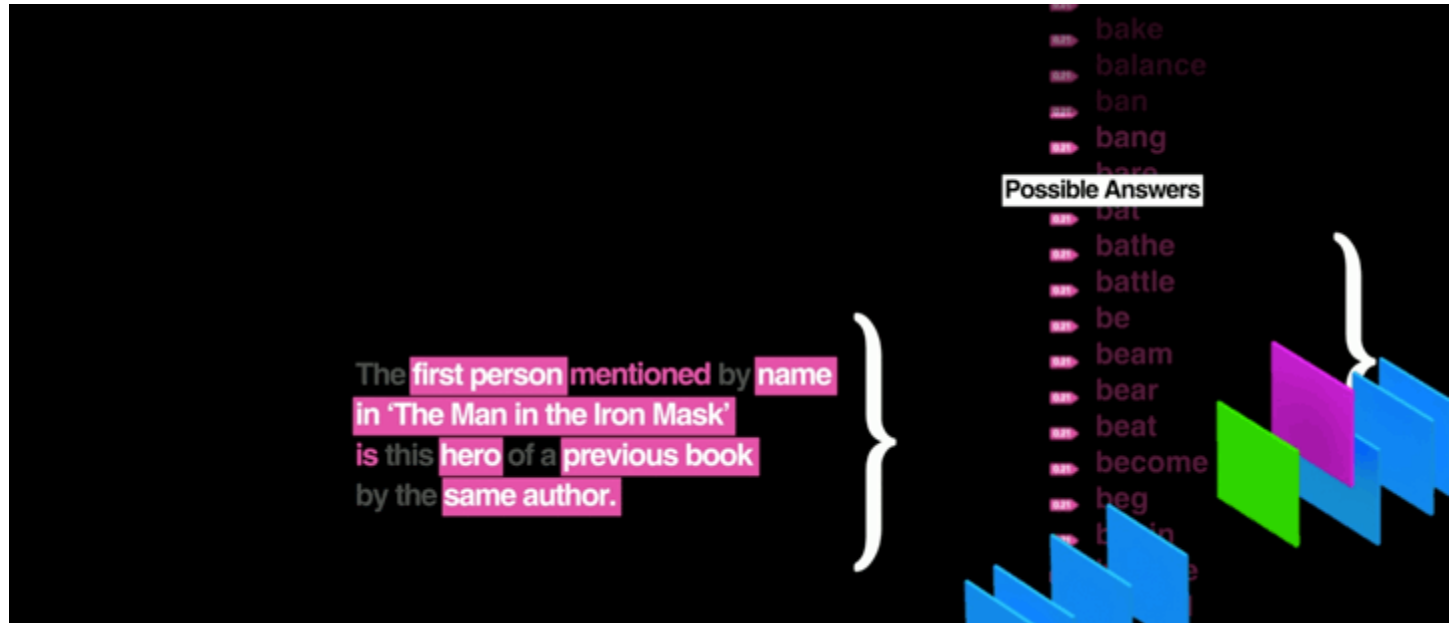 bake
balance
ban
bang
bare
Possible Answers
bat
bathe
battle
be
beam
bear
beat
become
beg
The first person mentioned by name
in ‘The Man in the Iron Mask’
is this hero of a previous book
by the same author.